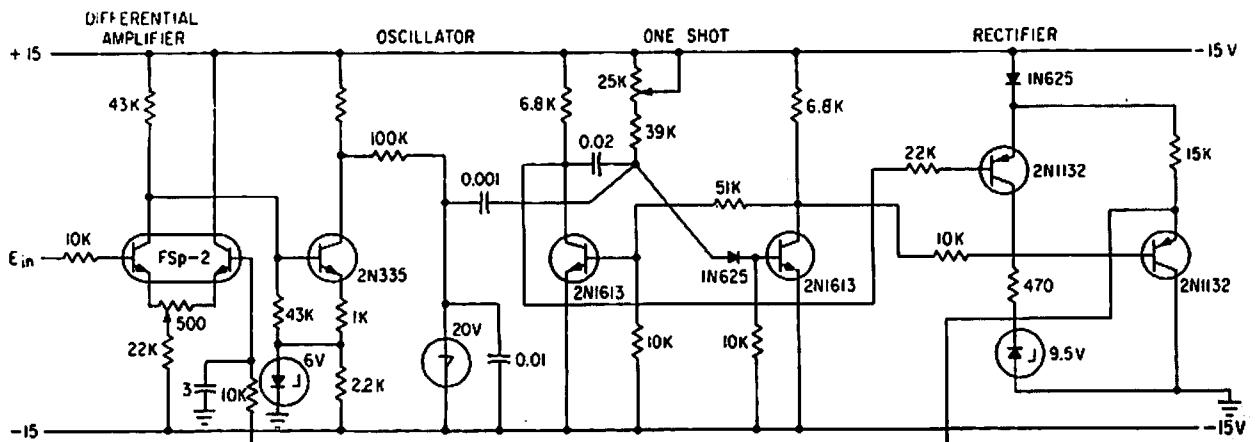 DIFFERENTIAL
AMPLIFIER
OSCILLATOR
ONE SHOT
RECTIFIER
+15
-15V
43K
100K
6.8K
25K
39K
0.02
0.001
6.8K
51K
22K
1N625
2N1132
15K
Ein
10K
FSp-2
2N335
500
22K
3
10K
43K
6V
1K
2.2K
20V
0.01
2N1613
10K
1N625
10K
2N1613
10K
470
9.5V
2N1132
-15
-15V